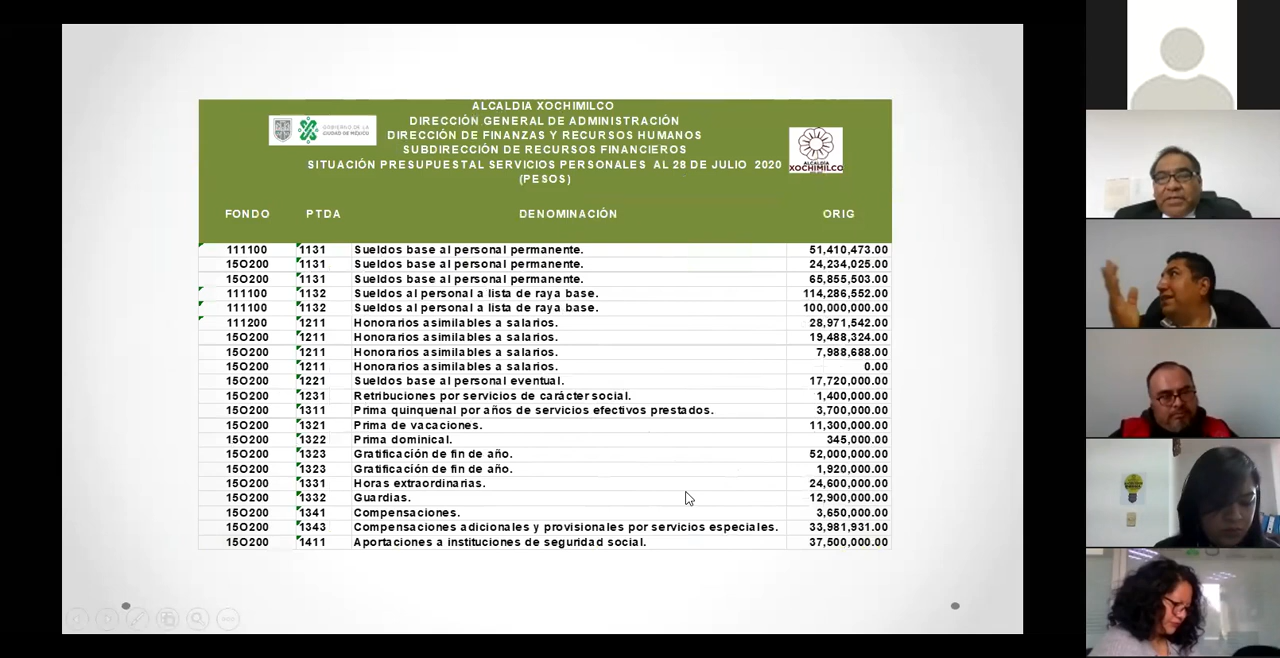 ALCALDIA XOCHIMILCO
DIRECCIÓN GENERAL DE ADMINISTRACIÓN
GOBIERNO DE LA
CIUDAD DE MÉXICO
DIRECCIÓN DE FINANZAS Y RECURSOS HUMANOS
SUBDIRECCIÓN DE RECURSOS FINANCIEROS
SITUACIÓN PRESUPUESTAL SERVICIOS PERSONALES AL 28 DE JULIO 2020
(PESOS)
ALCALDÍA
XOCHIMILCO
FONDO PTDA DENOMINACIÓN ORIG
111100 1131 Sueldos base al personal permanente. 51,410,473.00
15O200 1131 Sueldos base al personal permanente. 24,234,025.00
15O200 1131 Sueldos base al personal permanente. 65,855,503.00
111100 1132 Sueldos al personal a lista de raya base. 114,286,552.00
111100 1132 Sueldos al personal a lista de raya base. 100,000,000.00
111200 1211 Honorarios asimilables a salarios. 28,971,542.00
15O200 1211 Honorarios asimilables a salarios. 19,488,324.00
15O200 1211 Honorarios asimilables a salarios. 7,988,688.00
15O200 1211 Honorarios asimilables a salarios. 0.00
15O200 1221 Sueldos base al personal eventual. 17,720,000.00
15O200 1231 Retribuciones por servicios de carácter social. 1,400,000.00
15O200 1311 Prima quinquenal por años de servicios efectivos prestados. 3,700,000.00
15O200 1321 Prima de vacaciones. 11,300,000.00
15O200 1322 Prima dominical. 345,000.00
15O200 1323 Gratificación de fin de año. 52,000,000.00
15O200 1323 Gratificación de fin de año. 1,920,000.00
15O200 1331 Horas extraordinarias. 24,600,000.00
15O200 1332 Guardias. 12,900,000.00
15O200 1341 Compensaciones. 3,650,000.00
15O200 1343 Compensaciones adicionales y provisionales por servicios especiales. 33,981,931.00
15O200 1411 Aportaciones a instituciones de seguridad social. 37,500,000.00